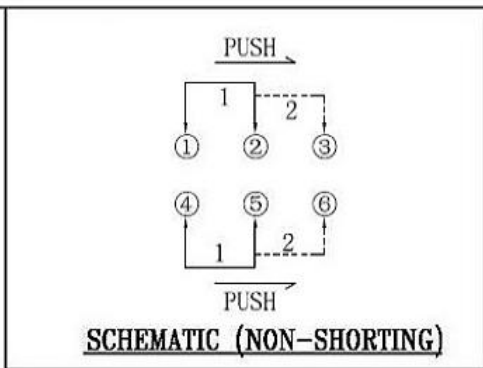 PUSH
1 2
① ② ③
④ ⑤ ⑥
1 2
PUSH
SCHEMATIC (NON-SHORTING)